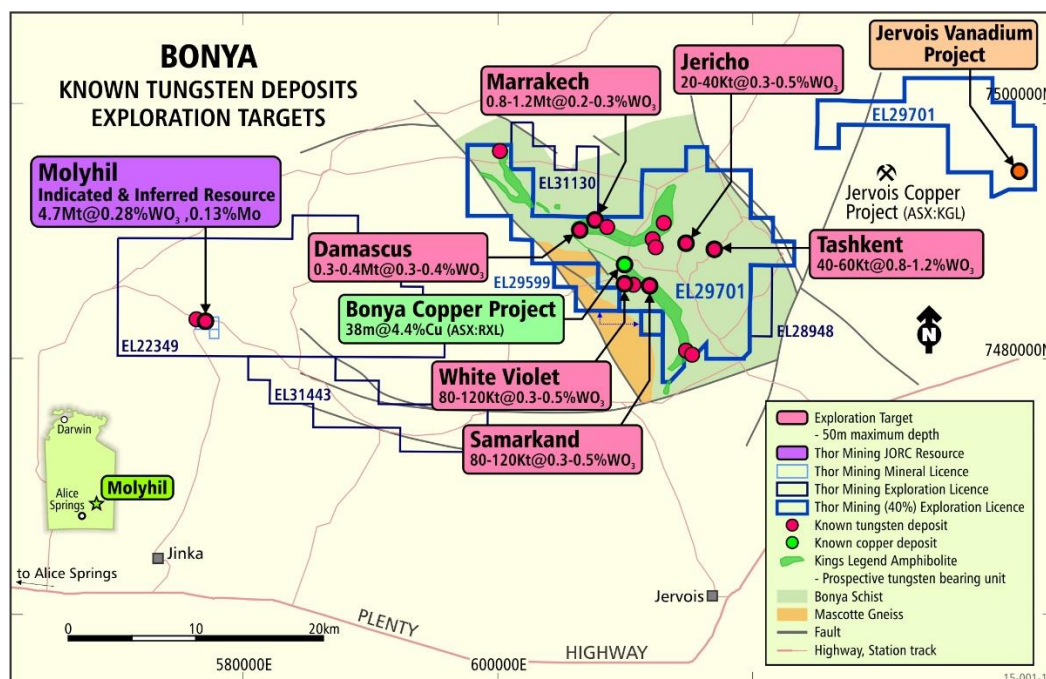 BONYA
KNOWN TUNGSTEN DEPOSITS
EXPLORATION TARGETS
Marrakech
0.8-1.2Mt@0.2-0.3%WO₃
Jericho
20-40Kt@0.3-0.5%WO₃
Jervois Vanadium
Project
7500000N
EL29701
Jervois Copper
Project (ASX:KGL)
Molyhil
Indicated & Inferred Resource
4.7Mt@0.28%WO₃ ,0.13%Mo
EL31130
Damascus
0.3-0.4Mt@0.3-0.4%WO₃
Tashkent
40-60Kt@0.8-1.2%WO₃
EL29599
EL29701
Bonya Copper Project
38m@4.4%Cu (ASX:RXL)
EL28948
N
EL22349
7480000N
White Violet
80-120Kt@0.3-0.5%WO₃
EL31443
Samarkand
80-120Kt@0.3-0.5%WO₃
Darwin
Alice
Springs
Molyhil
Exploration Target
- 50m maximum depth
Thor Mining JORC Resource
Thor Mining Mineral Licence
Thor Mining Exploration Licence
Thor Mining (40%) Exploration Licence
Known tungsten deposit
Known copper deposit
Kings Legend Amphibolite
- Prospective tungsten bearing unit
Bonya Schist
Mascotte Gneiss
Fault
Highway, Station track
Jinka
to Alice Springs
Jervois
PLENTY
HIGHWAY
0 10 20km
580000E
600000E